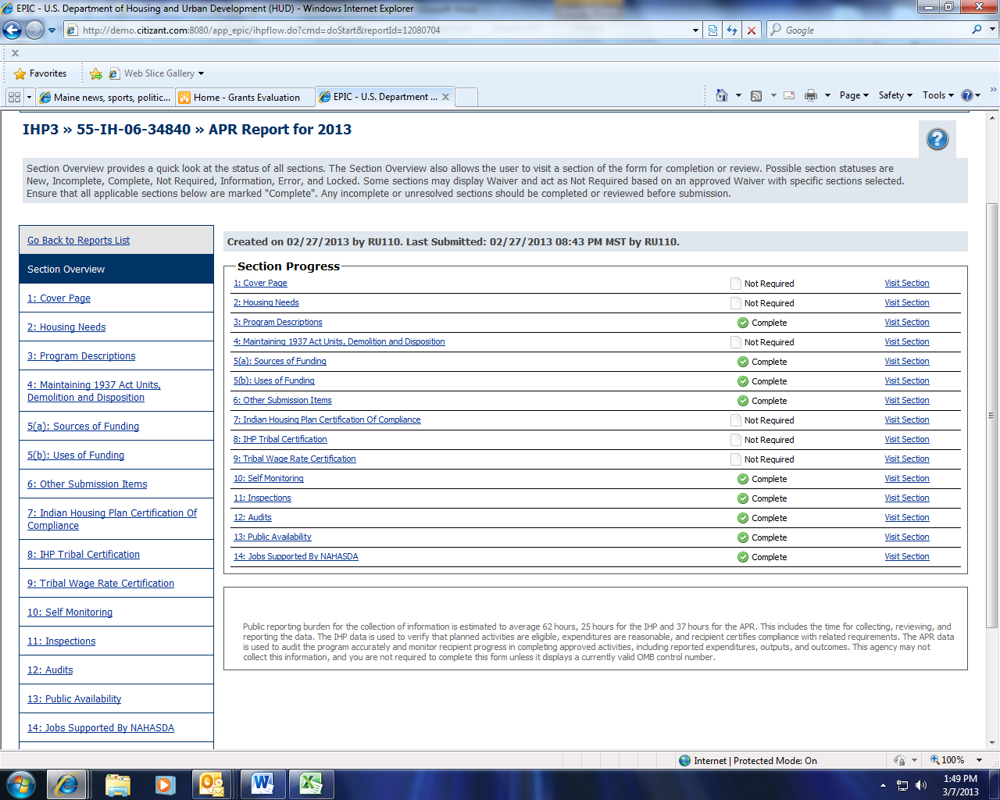 EPIC - U.S. Department of Housing and Urban Development (HUD) - Windows Internet Explorer
http://demo.citizant.com:8080/app_epic/ihpflow.do?cmd=doStart&reportId=12080704
Google
x
Favorites
Web Slice Gallery
Maine news, sports, politic...
Home - Grants Evaluation
EPIC - U.S. Department ...
Page
Safety
Tools
IHP3 » 55-IH-06-34840 » APR Report for 2013
Section Overview provides a quick look at the status of all sections. The Section Overview also allows the user to visit a section of the form for completion or review. Possible section statuses are
New, Incomplete, Complete, Not Required, Information, Error, and Locked. Some sections may display Waiver and act as Not Required based on an approved Waiver with specific sections selected.
Ensure that all applicable sections below are marked "Complete". Any incomplete or unresolved sections should be completed or reviewed before submission.
Go Back to Reports List
Section Overview
1: Cover Page
2: Housing Needs
3: Program Descriptions
4: Maintaining 1937 Act Units,
Demolition and Disposition
5(a): Sources of Funding
5(b): Uses of Funding
6: Other Submission Items
7: Indian Housing Plan Certification Of
Compliance
8: IHP Tribal Certification
9: Tribal Wage Rate Certification
10: Self Monitoring
11: Inspections
12: Audits
13: Public Availability
14: Jobs Supported By NAHASDA
Created on 02/27/2013 by RU110. Last Submitted: 02/27/2013 08:43 PM MST by RU110.
Section Progress
1: Cover Page Not Required Visit Section
2: Housing Needs Not Required Visit Section
3: Program Descriptions Complete Visit Section
4: Maintaining 1937 Act Units, Demolition and Disposition Not Required Visit Section
5(a): Sources of Funding Complete Visit Section
5(b): Uses of Funding Complete Visit Section
6: Other Submission Items Complete Visit Section
7: Indian Housing Plan Certification Of Compliance Not Required Visit Section
8: IHP Tribal Certification Not Required Visit Section
9: Tribal Wage Rate Certification Not Required Visit Section
10: Self Monitoring Complete Visit Section
11: Inspections Complete Visit Section
12: Audits Complete Visit Section
13: Public Availability Complete Visit Section
14: Jobs Supported By NAHASDA Complete Visit Section
Public reporting burden for the collection of information is estimated to average 62 hours, 25 hours for the IHP and 37 hours for the APR. This includes the time for collecting, reviewing, and
reporting the data. The IHP data is used to verify that planned activities are eligible, expenditures are reasonable, and recipient certifies compliance with related requirements. The APR data
is used to audit the program accurately and monitor recipient progress in completing approved activities, including reported expenditures, outputs, and outcomes. This agency may not
collect this information, and you are not required to complete this form unless it displays a currently valid OMB control number.
Internet | Protected Mode: On
100%
1:49 PM
3/7/2013